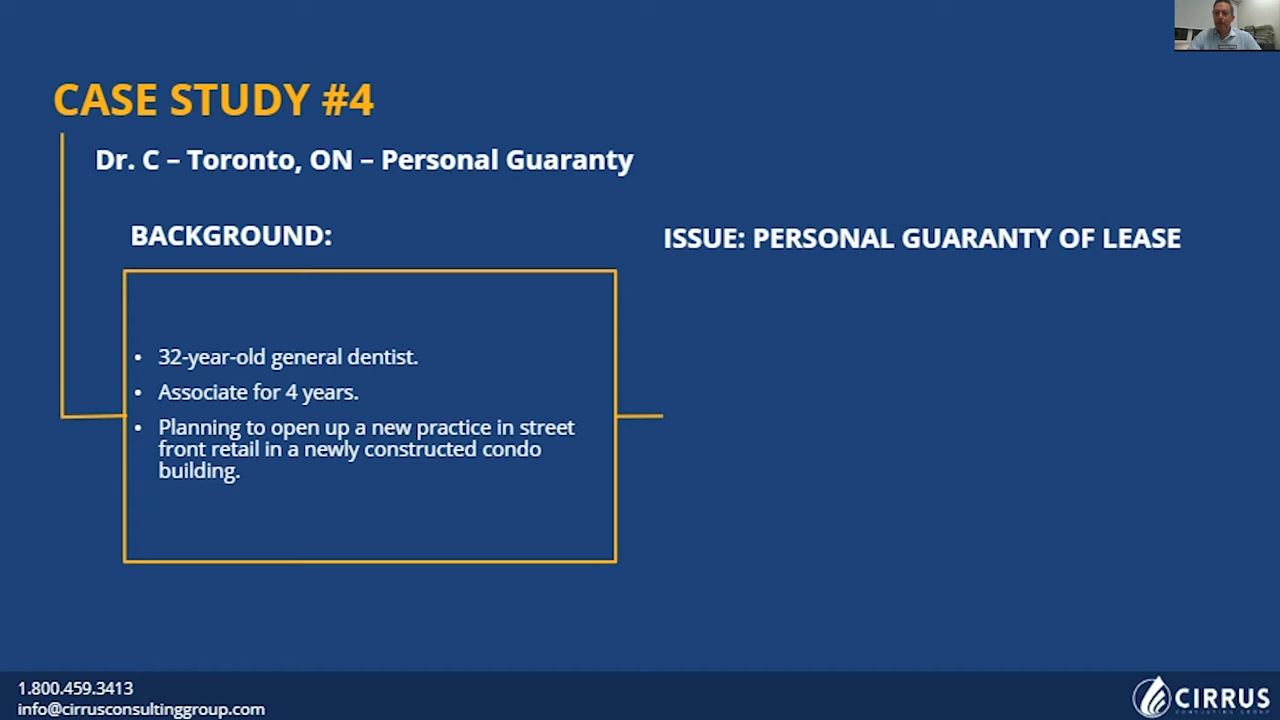 CASE STUDY #4
Dr. C – Toronto, ON – Personal Guaranty
BACKGROUND:
• 32-year-old general dentist.
• Associate for 4 years.
• Planning to open up a new practice in street
front retail in a newly constructed condo
building.
ISSUE: PERSONAL GUARANTY OF LEASE
1.800.459.3413
info@cirrusconsultinggroup.com
CIRRUS
CONSULTING GROUP